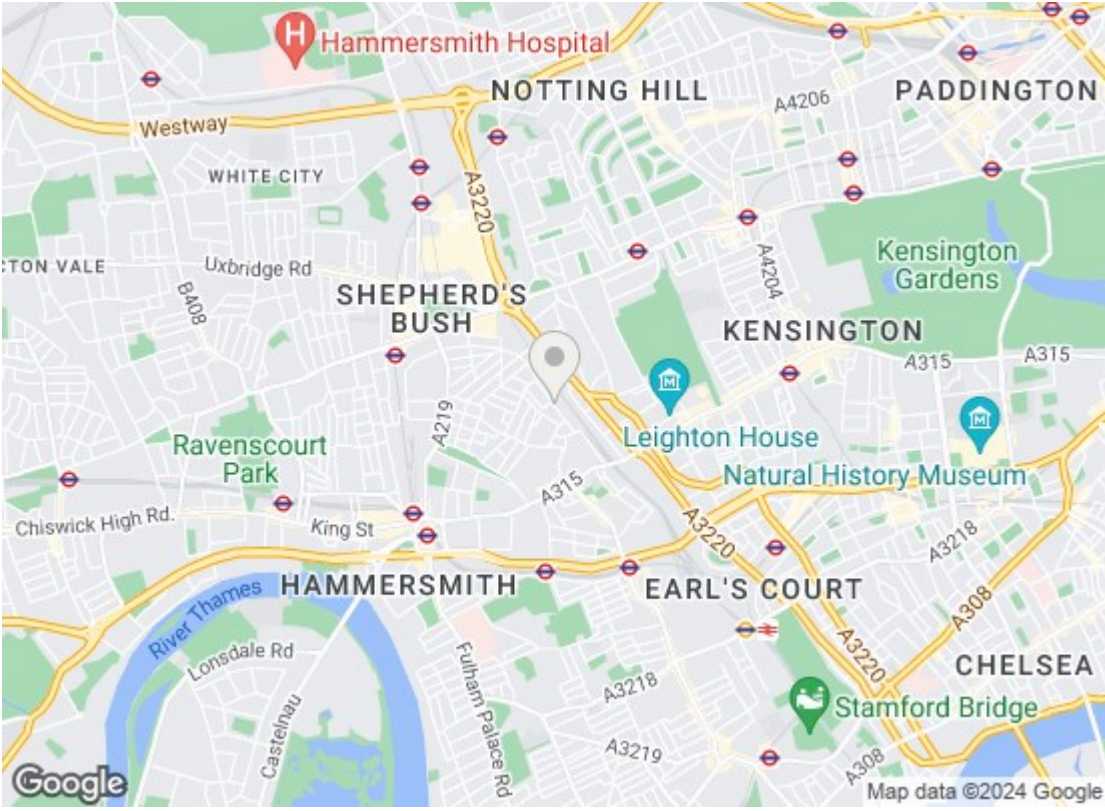 H
Hammersmith Hospital
NOTTING HILL
A4206
PADDINGTON
Westway
WHITE CITY
A3220
CTON VALE
Uxbridge Rd
B408
SHEPHERD'S
BUSH
A4204
Kensington
Gardens
KENSINGTON
A315
A315
M
M
A219
Ravenscourt
Park
Leighton House
Natural History Museum
A315
Chiswick High Rd.
King St
A3220
A3218
HAMMERSMITH
EARL'S COURT
A308
River Thames
Lonsdale Rd
Castelnau
Fulham Palace Rd
A3218
A3220
CHELSEA
Stamford Bridge
A3219
A308
Google
Map data ©2024 Google